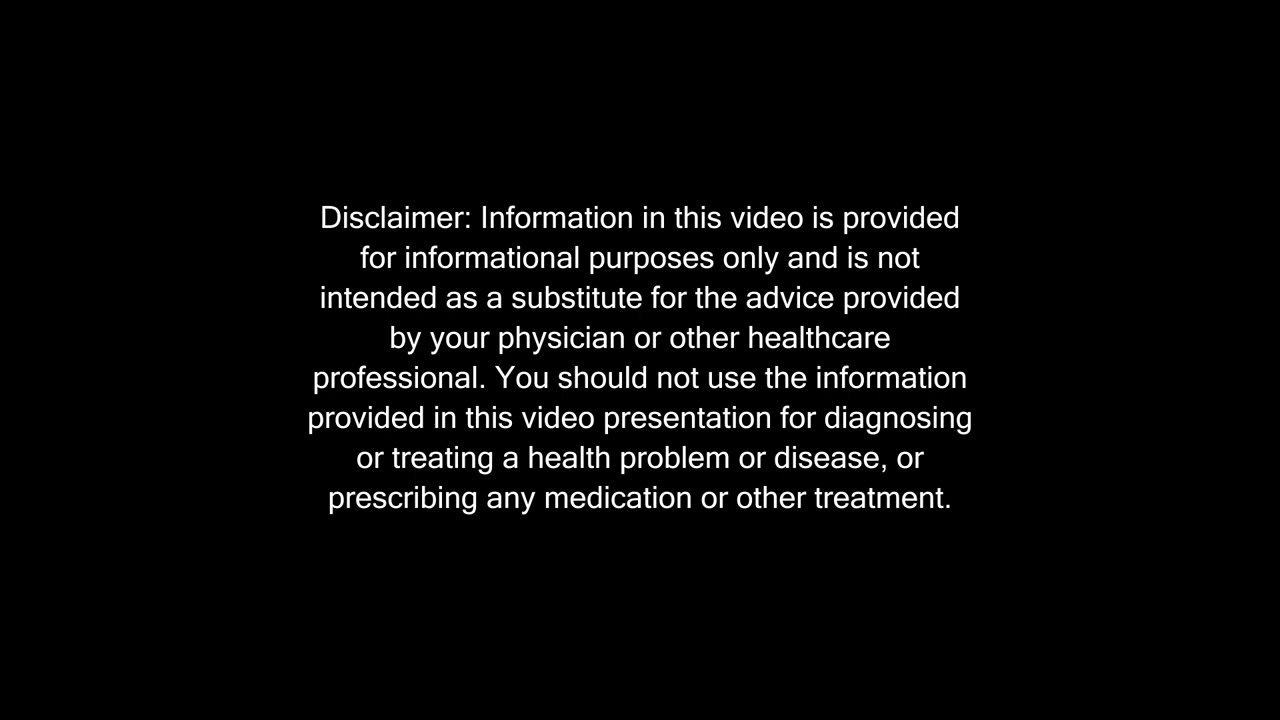 Disclaimer: Information in this video is provided
for informational purposes only and is not
intended as a substitute for the advice provided
by your physician or other healthcare
professional. You should not use the information
provided in this video presentation for diagnosing
or treating a health problem or disease, or
prescribing any medication or other treatment.